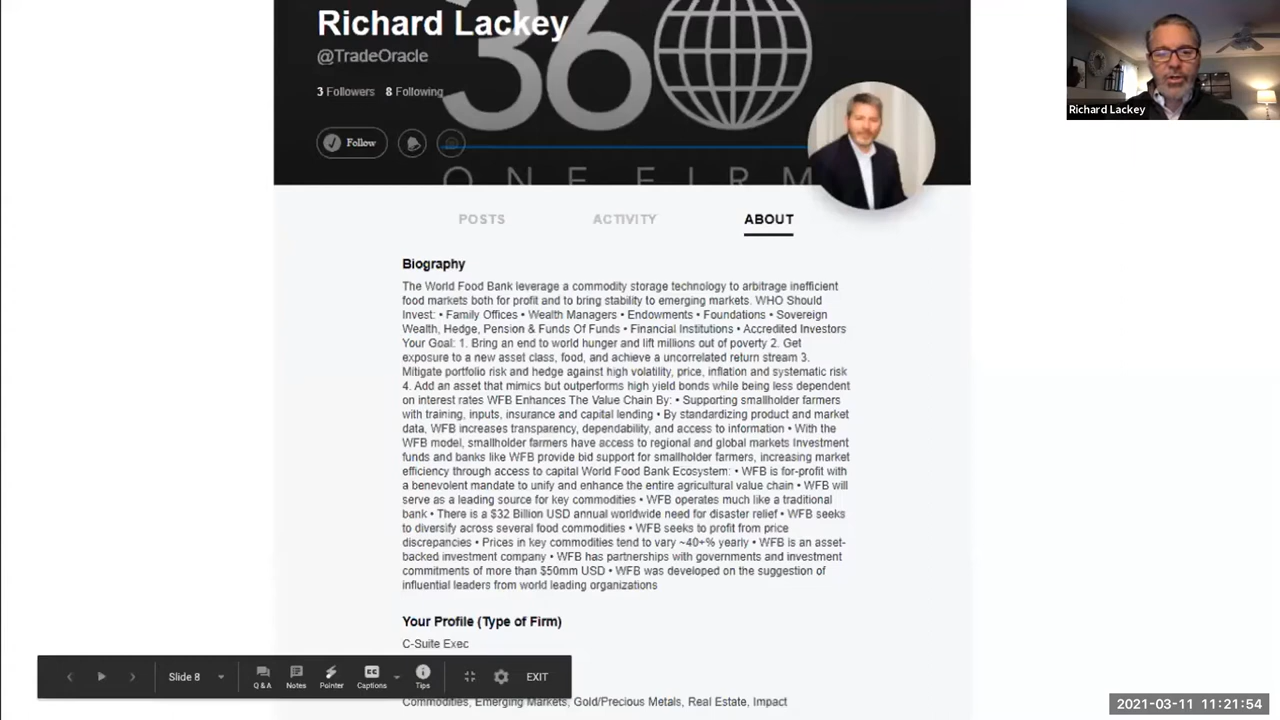 Richard Lackey
@TradeOracle
3 Followers 8 Following
Follow
36
ONE FIRM
POSTS ACTIVITY ABOUT
Biography
The World Food Bank leverage a commodity storage technology to arbitrage inefficient
food markets both for profit and to bring stability to emerging markets. WHO Should
Invest: • Family Offices • Wealth Managers • Endowments • Foundations • Sovereign
Wealth, Hedge, Pension & Funds Of Funds • Financial Institutions • Accredited Investors
Your Goal: 1. Bring an end to world hunger and lift millions out of poverty 2. Get
exposure to a new asset class, food, and achieve a uncorrelated return stream 3.
Mitigate portfolio risk and hedge against high volatility, price, inflation and systematic risk
4. Add an asset that mimics but outperforms high yield bonds while being less dependent
on interest rates WFB Enhances The Value Chain By: • Supporting smallholder farmers
with training, inputs, insurance and capital lending • By standardizing product and market
data, WFB increases transparency, dependability, and access to information • With the
WFB model, smallholder farmers have access to regional and global markets Investment
funds and banks like WFB provide bid support for smallholder farmers, increasing market
efficiency through access to capital World Food Bank Ecosystem: • WFB is for-profit with
a benevolent mandate to unify and enhance the entire agricultural value chain • WFB will
serve as a leading source for key commodities • WFB operates much like a traditional
bank • There is a $32 Billion USD annual worldwide need for disaster relief • WFB seeks
to diversify across several food commodities • WFB seeks to profit from price
discrepancies • Prices in key commodities tend to vary ~40+% yearly • WFB is an asset-
backed investment company • WFB has partnerships with governments and investment
commitments of more than $50mm USD • WFB was developed on the suggestion of
influential leaders from world leading organizations
Your Profile (Type of Firm)
C-Suite Exec
Slide 8 Q & A Notes Pointer Captions Tips EXIT
Commodities, Emerging Markets, Gold/Precious Metals, Real Estate, Impact
Richard Lackey
2021-03-11 11:21:54